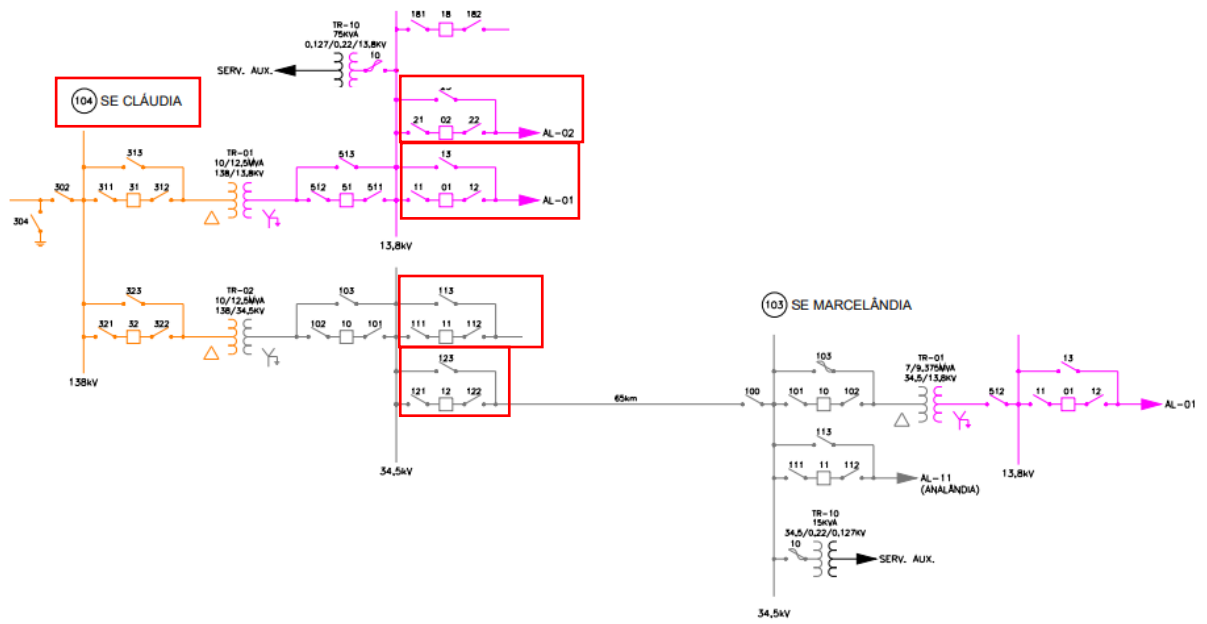 181 18 182
TR-10
75KVA
0,127/0,22/13,8KV
10
SERV. AUX.
104 SE CLÁUDIA
21 02 22
AL-02
313
TR-01
10/12,5MVA
138/13,8KV
513
13
302
311 31 312
512 51 511
11 01 12
AL-01
304
13,8kV
323
TR-02
10/12,5MVA
138/34,5KV
103
113
321 32 322
102 10 101
111 11 112
138kV
123
121 12 122
34,5kV
65km
103 SE MARCELÂNDIA
103
TR-01
7/9,375MVA
34,5/13,8KV
13
100
101 10 102
512
11 01 12
AL-01
113
111 11 112
AL-11
(ANALÂNDIA)
13,8kV
TR-10
15KVA
34,5/0,22/0,127KV
10
SERV. AUX.
34,5kV